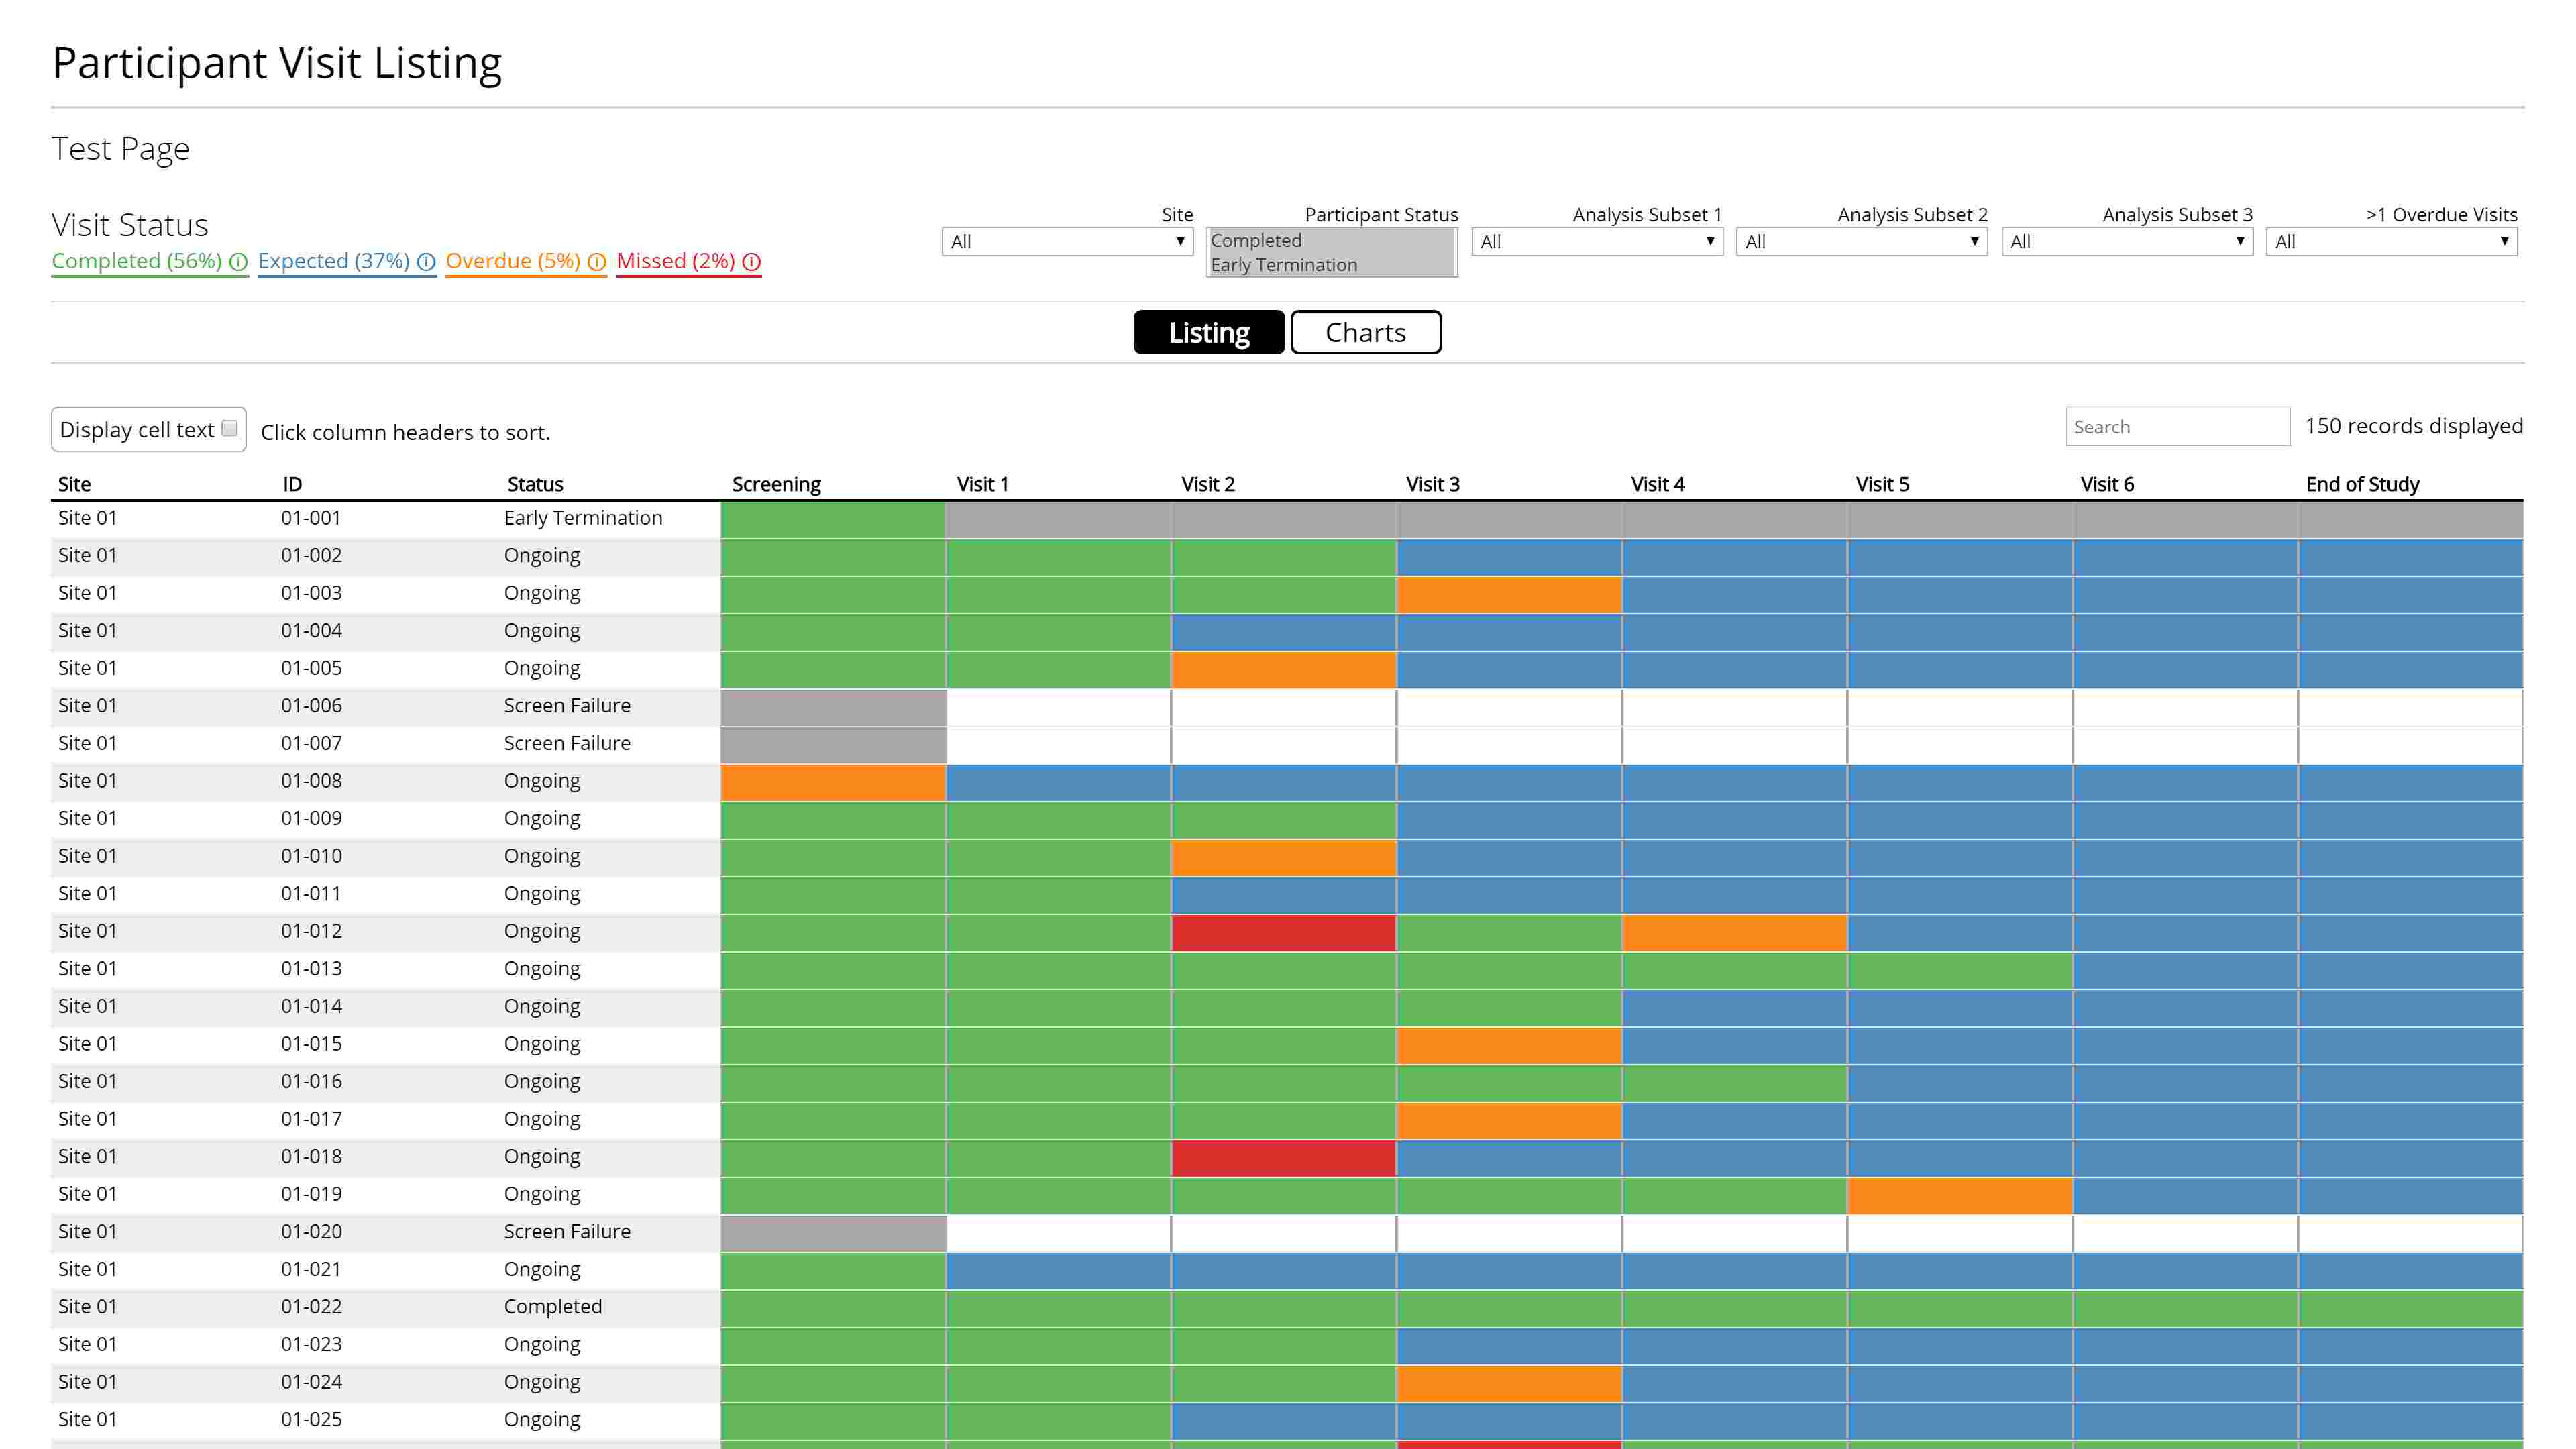 Participant Visit Listing
Test Page
Visit Status
Completed (56%) Expected (37%) Overdue (5%) Missed (2%)
Site Participant Status Analysis Subset 1 Analysis Subset 2 Analysis Subset 3 >1 Overdue Visits
All Completed Early Termination All All All All
Listing Charts
Display cell text Click column headers to sort. Search 150 records displayed
Site ID Status Screening Visit 1 Visit 2 Visit 3 Visit 4 Visit 5 Visit 6 End of Study
Site 01 01-001 Early Termination
Site 01 01-002 Ongoing
Site 01 01-003 Ongoing
Site 01 01-004 Ongoing
Site 01 01-005 Ongoing
Site 01 01-006 Screen Failure
Site 01 01-007 Screen Failure
Site 01 01-008 Ongoing
Site 01 01-009 Ongoing
Site 01 01-010 Ongoing
Site 01 01-011 Ongoing
Site 01 01-012 Ongoing
Site 01 01-013 Ongoing
Site 01 01-014 Ongoing
Site 01 01-015 Ongoing
Site 01 01-016 Ongoing
Site 01 01-017 Ongoing
Site 01 01-018 Ongoing
Site 01 01-019 Ongoing
Site 01 01-020 Screen Failure
Site 01 01-021 Ongoing
Site 01 01-022 Completed
Site 01 01-023 Ongoing
Site 01 01-024 Ongoing
Site 01 01-025 Ongoing